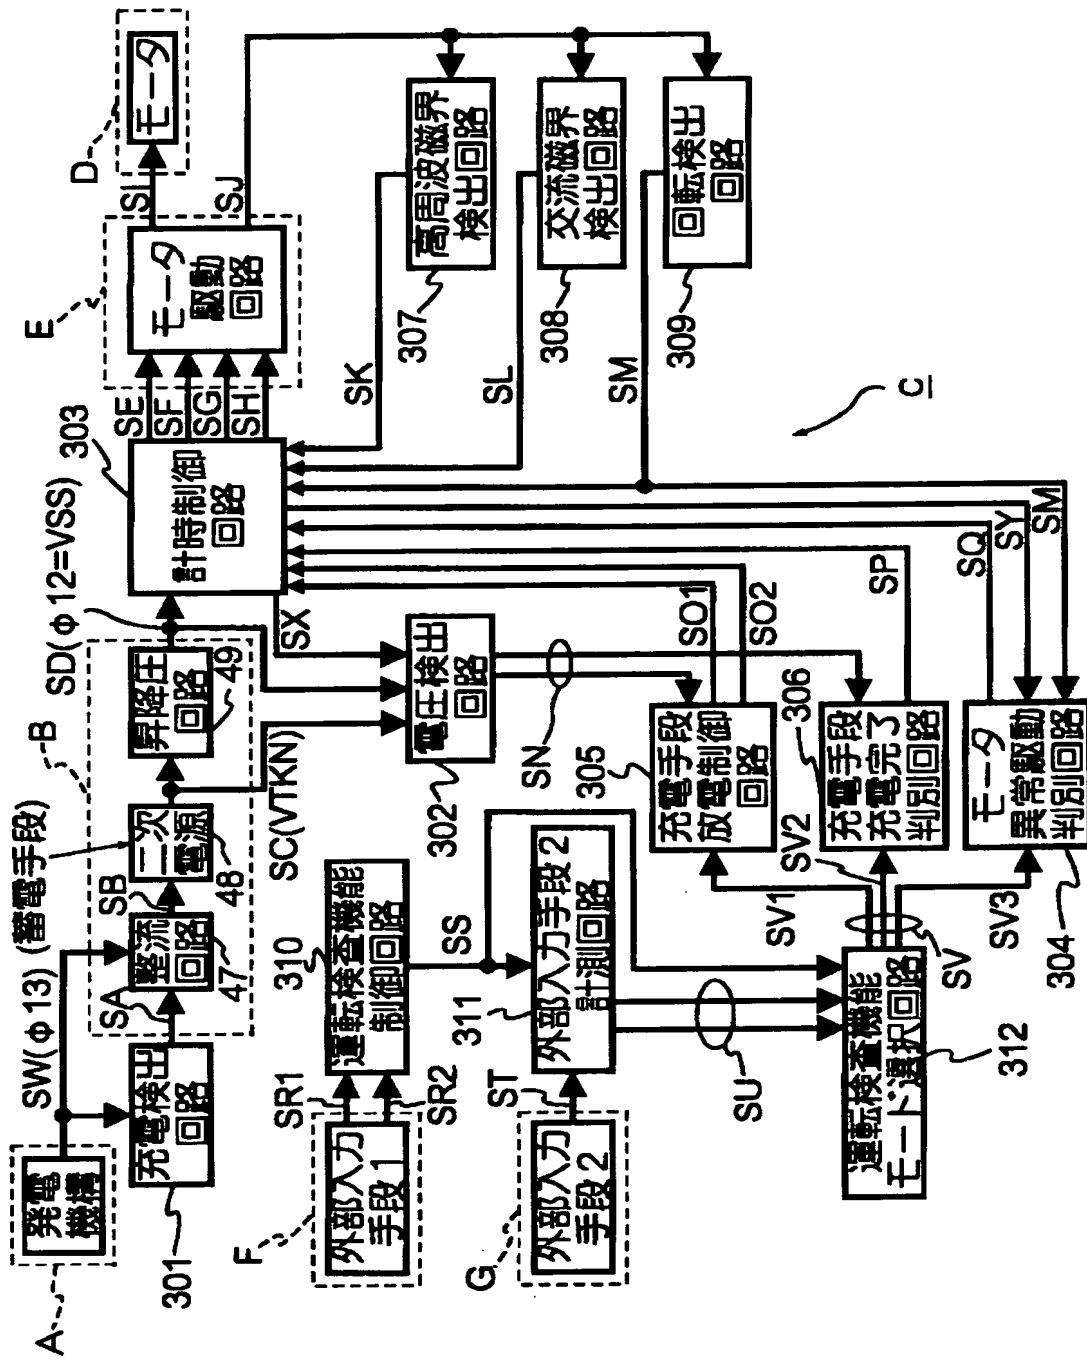 A
発電
機構
SW(φ13)
(蓄電手段)
B
SD(φ12=VSS)
301
充電検出
回路
SA
整流
回路
47
SB
二次
電源
48
昇降圧
回路
49
SC(VTKN)
303
計時制御
回路
SE
SF
SG
SH
E
モータ
駆動
回路
SI
SJ
D
モータ
SX
302
電圧検出
回路
SN
SK
307
高周波磁界
検出回路
SL
308
交流磁界
検出回路
SM
309
回転検出
回路
C
F
外部入力
手段1
SR1
SR2
310
運転検査機能
制御回路
SS
G
外部入力
手段2
ST
311
外部入力手段2
計測回路
SU
312
運転検査機能
モード選択回路
SV
SV1
SV2
SV3
305
充電手段
放電制御
回路
SO1
SO2
306
充電手段
充電完了
判別回路
SP
304
モータ
異常駆動
判別回路
SQ
SY
SM